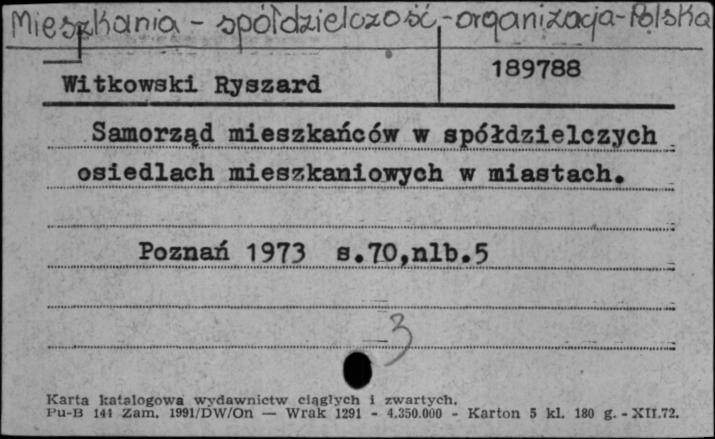 Mieszkania - spółdzielczość - organizacja - Polska
189788
Witkowski Ryszard
Samorząd mieszkańców w spółdzielczych
osiedlach mieszkaniowych w miastach.
Poznań 1973 s.70,nlb.5
3
Karta katalogowa wydawnictw ciągłych i zwartych.
Pu-B 141 Zam. 1991/DW/On — Wrak 1291 - 4.350.000 - Karton 5 kl. 180 g. - XII.72.